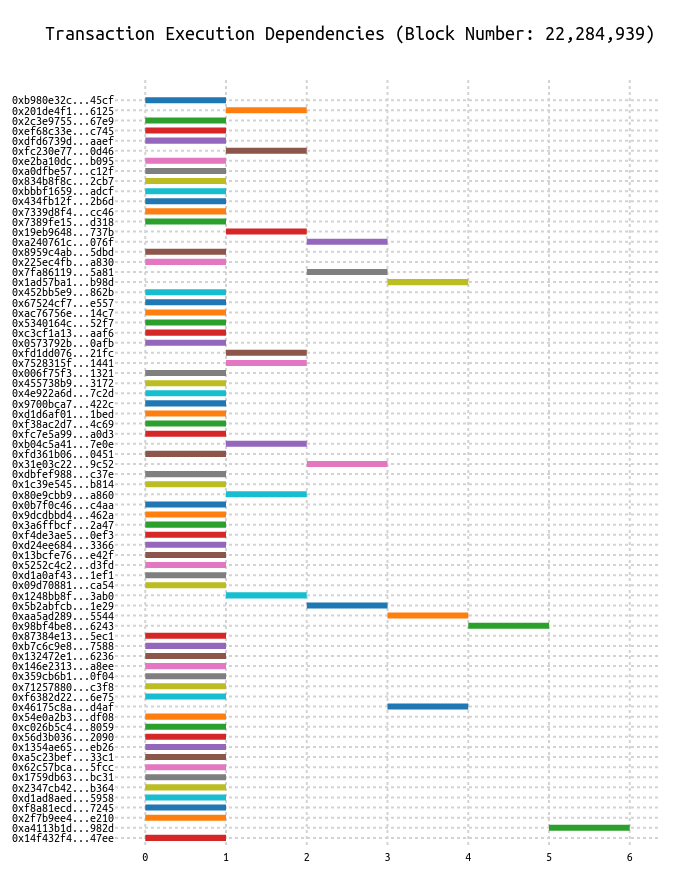 Transaction Execution Dependencies (Block Number: 22,284,939)
0xb980e32c...45cf
0x201de4f1...6125
0x2c3e9755...67e9
0xef68c33e...c745
0xdfd6739d...aaef
0xfc230e77...0d46
0xe2ba10dc...b095
0xa0dfbe57...c12f
0x834b8f8c...2cb7
0xbbbf1659...adcf
0x434fb12f...2b6d
0x7339d8f4...cc46
0x7389fe15...d318
0x19eb9648...737b
0xa240761c...076f
0x8959c4ab...5dbd
0x225ec4fb...a830
0x7fa86119...5a81
0x1ad57ba1...b98d
0x452bb5e9...862b
0x67524cf7...e557
0xac76756e...14c7
0x5340164c...52f7
0xc3cf1a13...aaf6
0x0573792b...0afb
0xfd1dd076...21fc
0x7528315f...1441
0x006f75f3...1321
0x455738b9...3172
0x4e922a6d...7c2d
0x9700bca7...422c
0xd1d6af01...1bed
0xf38ac2d7...4c69
0xfc7e5a99...a0d3
0xb04c5a41...7e0e
0xfd361b06...0451
0x31e03c22...9c52
0xdbfef988...c37e
0x1c39e545...b814
0x80e9cbb9...a860
0x0b7f0c46...c4aa
0x9dcdbbd4...462a
0x3a6ffbcf...2a47
0xf4de3ae5...0ef3
0xd24ee684...3366
0x13bcfe76...e42f
0x5252c4c2...d3fd
0xd1a0af43...1ef1
0x09d70881...ca54
0x1248bb8f...3ab0
0x5b2abfcb...1e29
0xaa5ad289...5544
0x98bf4be8...6243
0x87384e13...5ec1
0xb7c6c9e8...7588
0x132472e1...6236
0x146e2313...a8ee
0x359cb6b1...0f04
0x71257880...c3f8
0xf6382d22...6e75
0x46175c8a...d4af
0x54e0a2b3...df08
0xc026b5c4...8059
0x56d3b036...2090
0x1354ae65...eb26
0xa5c23bef...33c1
0x62c57bca...5fcc
0x1759db63...bc31
0x2347cb42...b364
0xd1ad8aed...5958
0xf8a81ecd...7245
0x2f7b9ee4...e210
0xa4113b1d...982d
0x14f432f4...47ee
0 1 2 3 4 5 6